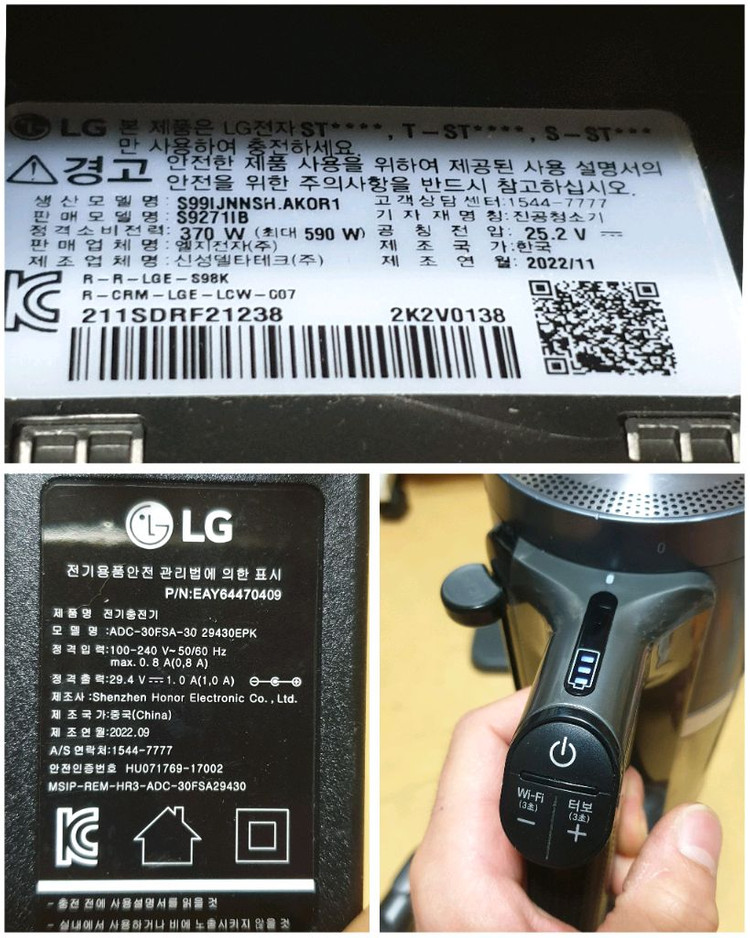 LG 본 제품은 LG전자 ST****, T-ST****, S-ST***
만 사용하여 충전하세요.
경고 안전한 제품 사용을 위하여 제공된 사용 설명서의
안전을 위한 주의사항을 반드시 참고하십시오.
생산모델명: S99IJNNSH.AKOR1 고객상담센터:1544-7777
판매모델명: S9271IB 기자재명칭:진공청소기
정격소비전력: 370 W (최대 590 W) 공칭전압: 25.2 V
판매업체명: 엘지전자(주) 제조국가:한국
제조업체명: 신성델타테크(주) 제조연월: 2022/11
R-R-LGE-S98K
R-CRM-LGE-LCW-007
211SDRF21238 2K2V0138
LG
전기용품안전 관리법에 의한 표시
P/N:EAY64470409
제품명 전기충전기
모델명:ADC-30FSA-30 29430EPK
정격입력:100-240 V~50/60 Hz
max. 0.8 A(0,8 A)
정격출력:29.4 V⎓1.0 A(1,0 A)
제조사:Shenzhen Honor Electronic Co., Ltd.
제조국가:중국(China)
제조연월:2022.09
A/S연락처:1544-7777
안전인증번호 HU071769-17002
MSIP-REM-HR3-ADC-30FSA29430
- 충전 전에 사용설명서를 읽을 것
- 실내에서 사용하거나 비에 노출시키지 않을 것
0
Wi-Fi 터보
(3초) (3초)
− +